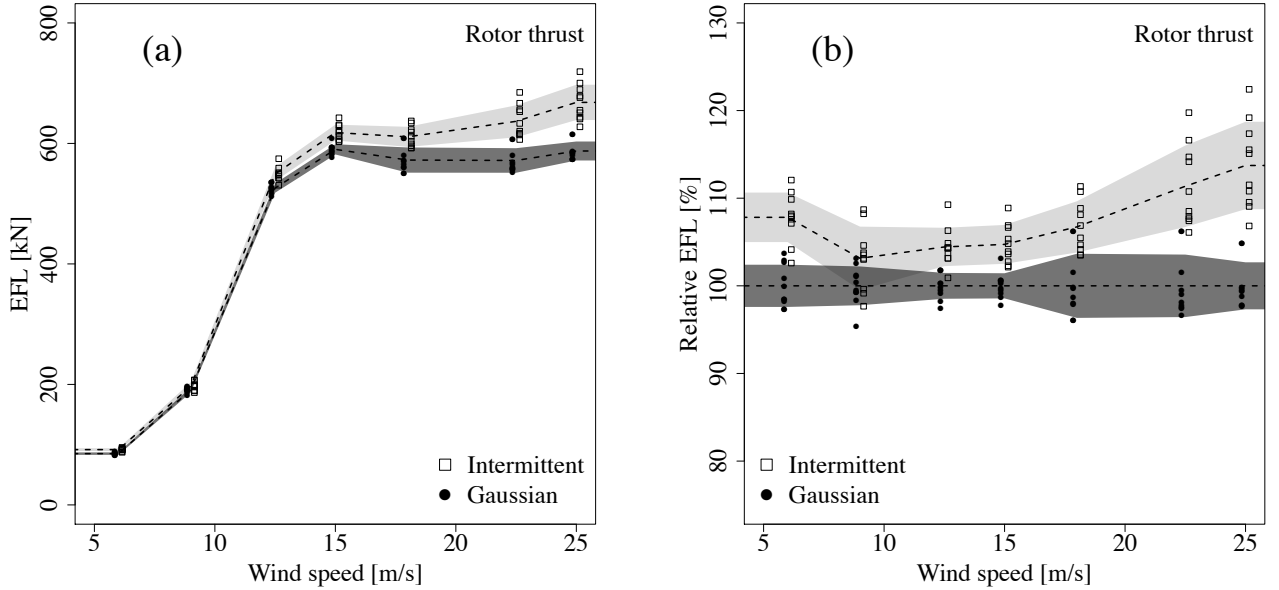 (a)
Rotor thrust
EFL [kN]
800
600
400
200
0
Intermittent
Gaussian
5 10 15 20 25
Wind speed [m/s]
(b)
Rotor thrust
Relative EFL [%]
130
120
110
100
90
80
Intermittent
Gaussian
5 10 15 20 25
Wind speed [m/s]